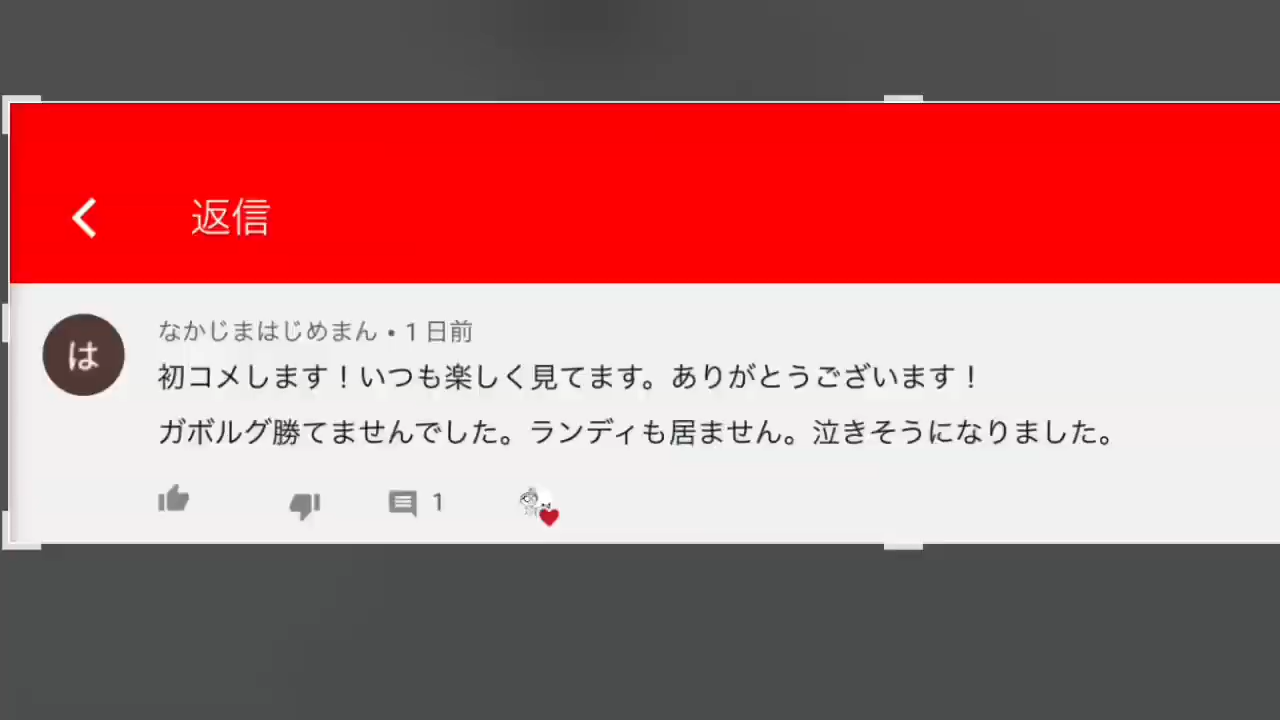 返信
は
なかじまはじめまん • 1 日前
初コメします！いつも楽しく見てます。ありがとうございます！
ガボルグ勝てませんでした。ランディも居ません。泣きそうになりました。
1